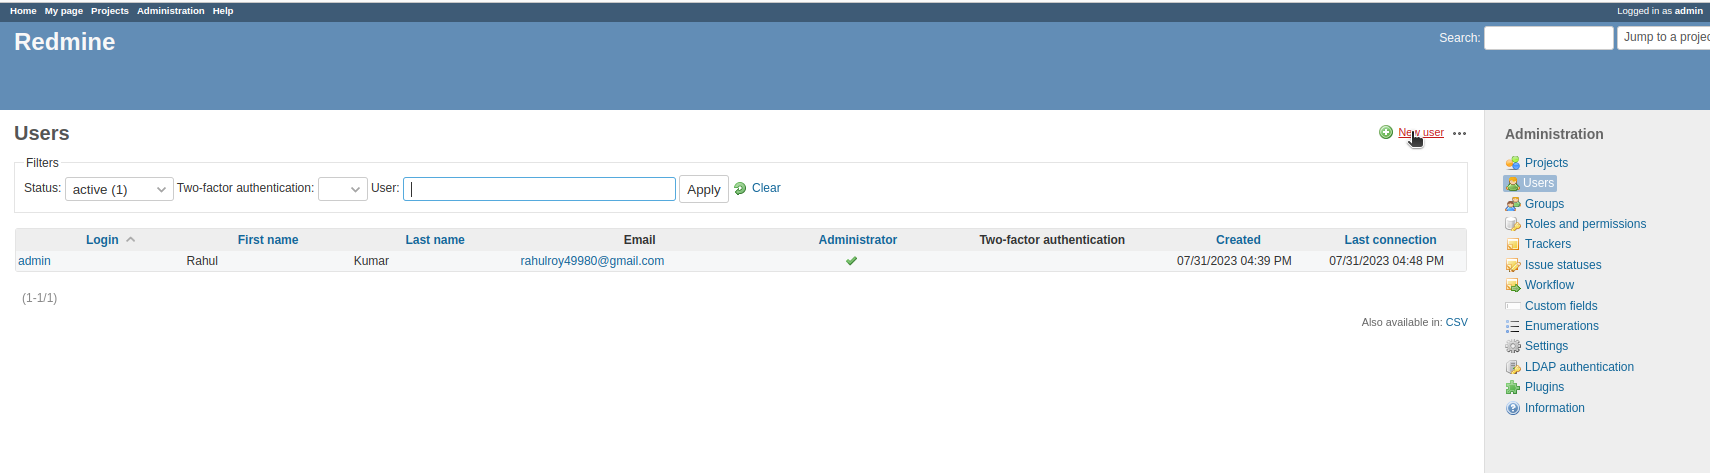 Home My page Projects Administration Help Logged in as admin
Redmine
Search: Jump to a projec
Users
New user
Filters
Status: active (1) Two-factor authentication: User: Apply Clear
Login First name Last name Email Administrator Two-factor authentication Created Last connection
admin Rahul Kumar rahulroy49980@gmail.com 07/31/2023 04:39 PM 07/31/2023 04:48 PM
(1-1/1)
Also available in: CSV
Administration
Projects
Users
Groups
Roles and permissions
Trackers
Issue statuses
Workflow
Custom fields
Enumerations
Settings
LDAP authentication
Plugins
Information